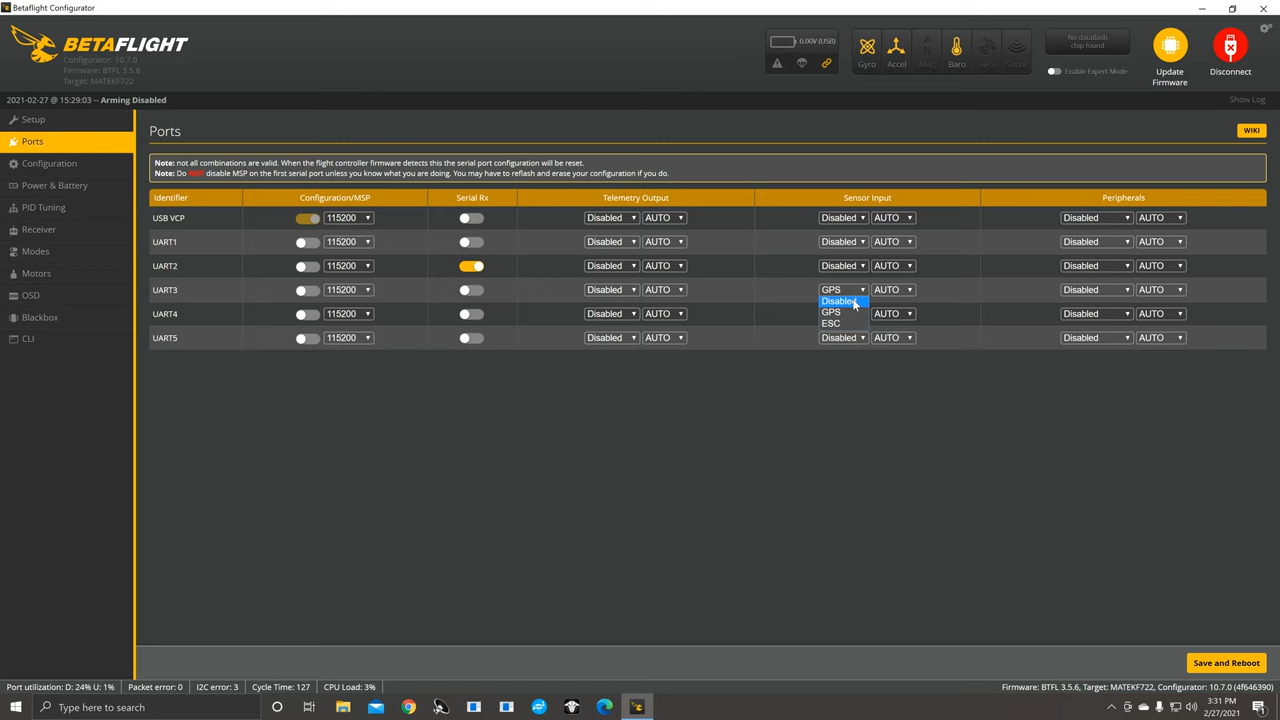 Betaflight Configurator
BETAFLIGHT
Configurator: 10.7.0
Firmware: BTFL 3.5.6
Target: MATEKF722
0.00V (USB)
Gyro Accel Mag Baro GPS Sonar
No dataflash
chip found
Enable Expert Mode
Update
Firmware
Disconnect
2021-02-27 @ 15:29:03 -- Arming Disabled
Show Log
Setup
Ports
Configuration
Power & Battery
PID Tuning
Receiver
Modes
Motors
OSD
Blackbox
CLI
Ports
WIKI
Note: not all combinations are valid. When the flight controller firmware detects this the serial port configuration will be reset.
Note: Do NOT disable MSP on the first serial port unless you know what you are doing. You may have to reflash and erase your configuration if you do.
Identifier Configuration/MSP Serial Rx Telemetry Output Sensor Input Peripherals
USB VCP 115200 Disabled AUTO Disabled AUTO Disabled AUTO
UART1 115200 Disabled AUTO Disabled AUTO Disabled AUTO
UART2 115200 Disabled AUTO Disabled AUTO Disabled AUTO
UART3 115200 Disabled AUTO GPS AUTO Disabled AUTO
Disabled
GPS
ESC
UART4 115200 Disabled AUTO AUTO Disabled AUTO
UART5 115200 Disabled AUTO Disabled AUTO Disabled AUTO
Save and Reboot
Port utilization: D: 24% U: 1% Packet error: 0 I2C error: 3 Cycle Time: 127 CPU Load: 3% Firmware: BTFL 3.5.6, Target: MATEKF722, Configurator: 10.7.0 (4f646390)
Type here to search
3:31 PM
2/27/2021